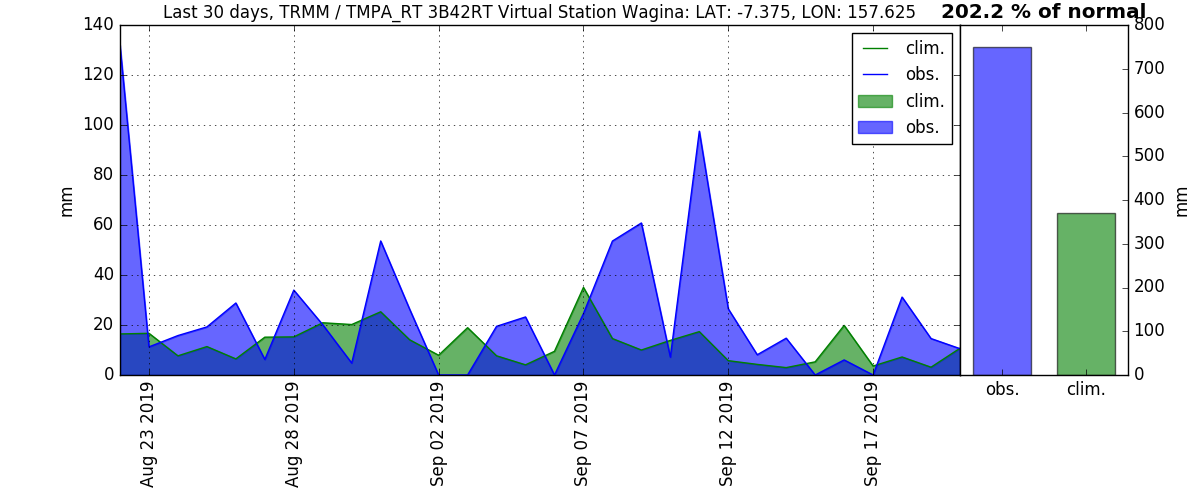 Last 30 days, TRMM / TMPA_RT 3B42RT Virtual Station Wagina: LAT: -7.375, LON: 157.625
202.2 % of normal
140
120
100
80
60
40
20
0
mm
clim.
obs.
clim.
obs.
Aug 23 2019
Aug 28 2019
Sep 02 2019
Sep 07 2019
Sep 12 2019
Sep 17 2019
800
700
600
500
400
300
200
100
0
mm
obs.
clim.